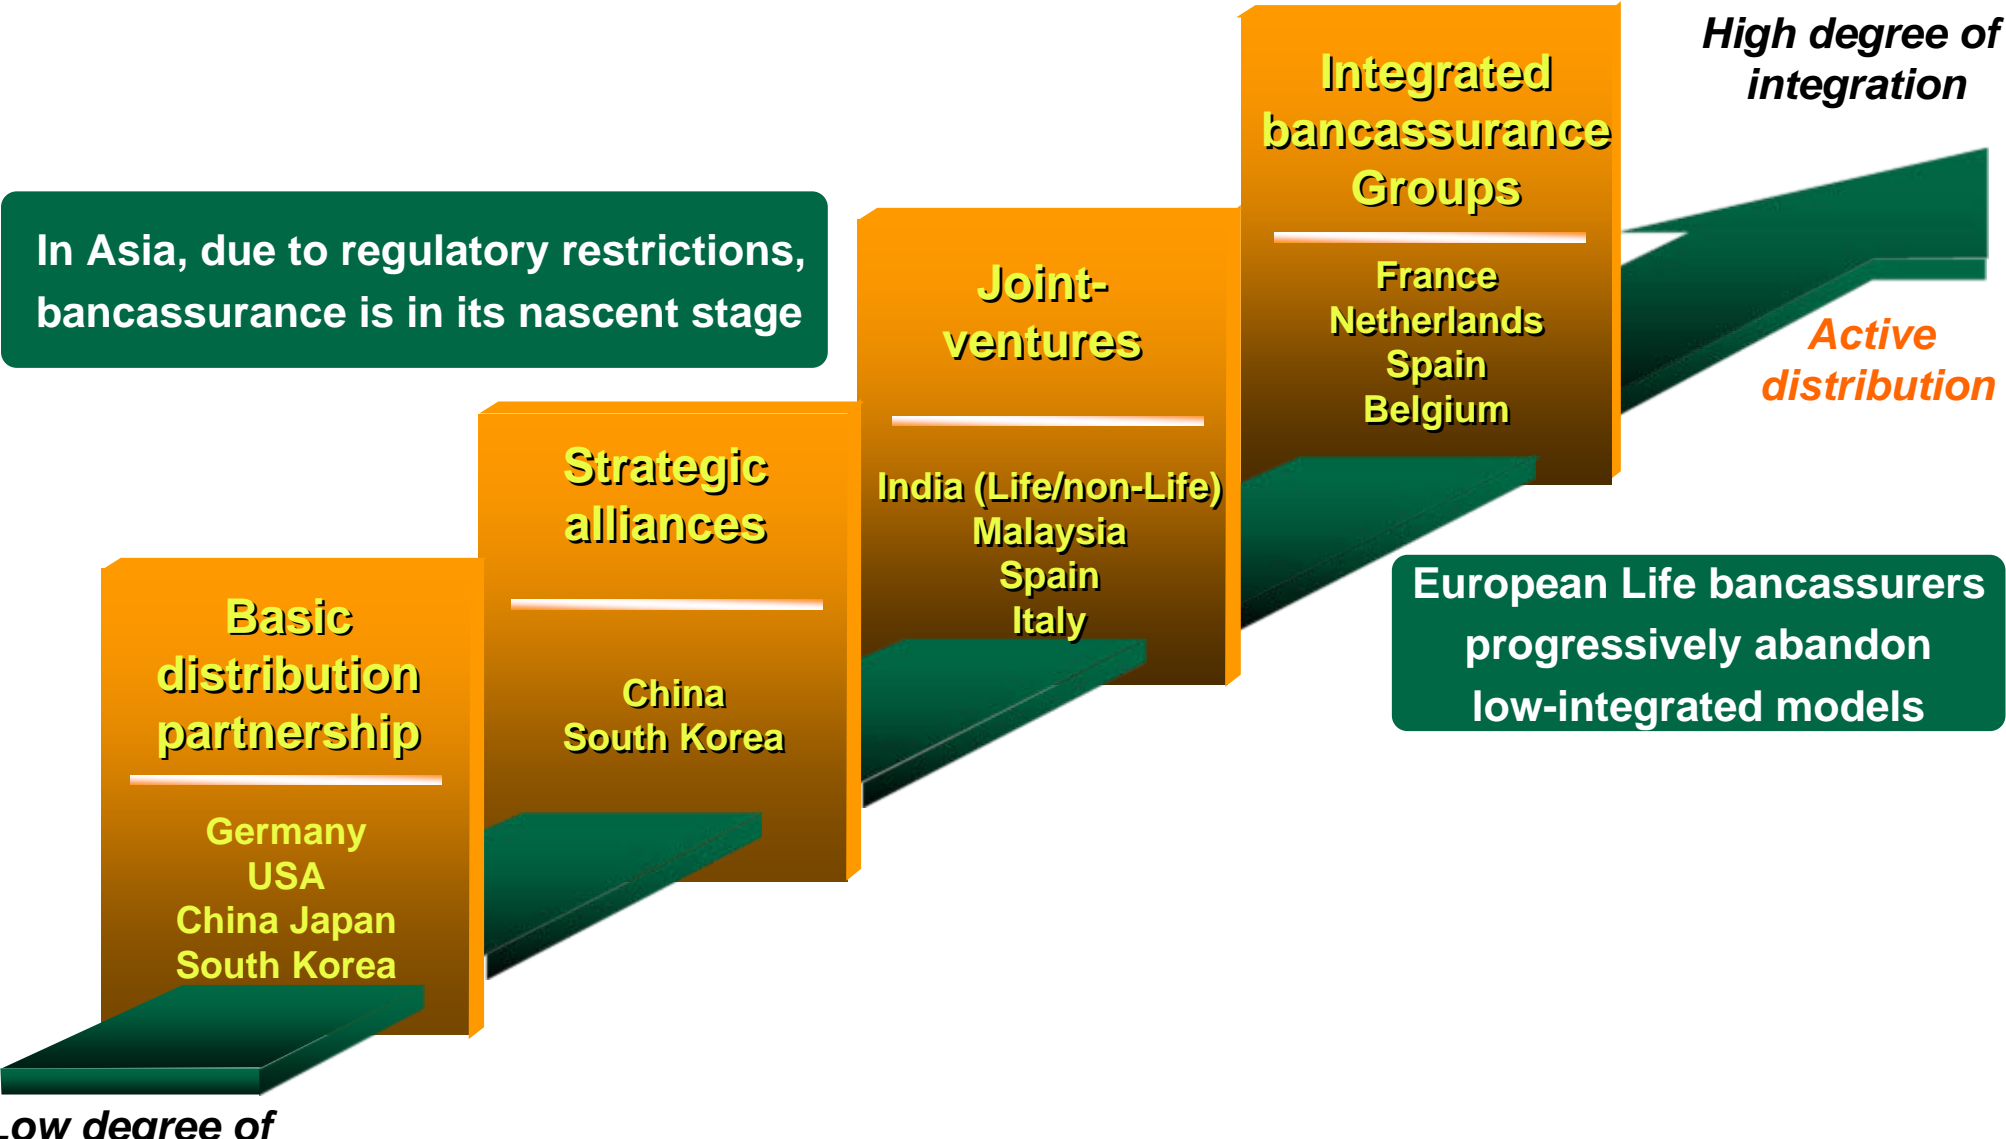 High degree of
integration
Integrated
bancassurance
Groups
France
Netherlands
Spain
Belgium
Active
distribution
In Asia, due to regulatory restrictions,
bancassurance is in its nascent stage
Joint-
ventures
India (Life/non-Life)
Malaysia
Spain
Italy
Strategic
alliances
China
South Korea
European Life bancassurers
progressively abandon
low-integrated models
Basic
distribution
partnership
Germany
USA
China Japan
South Korea
Low degree of